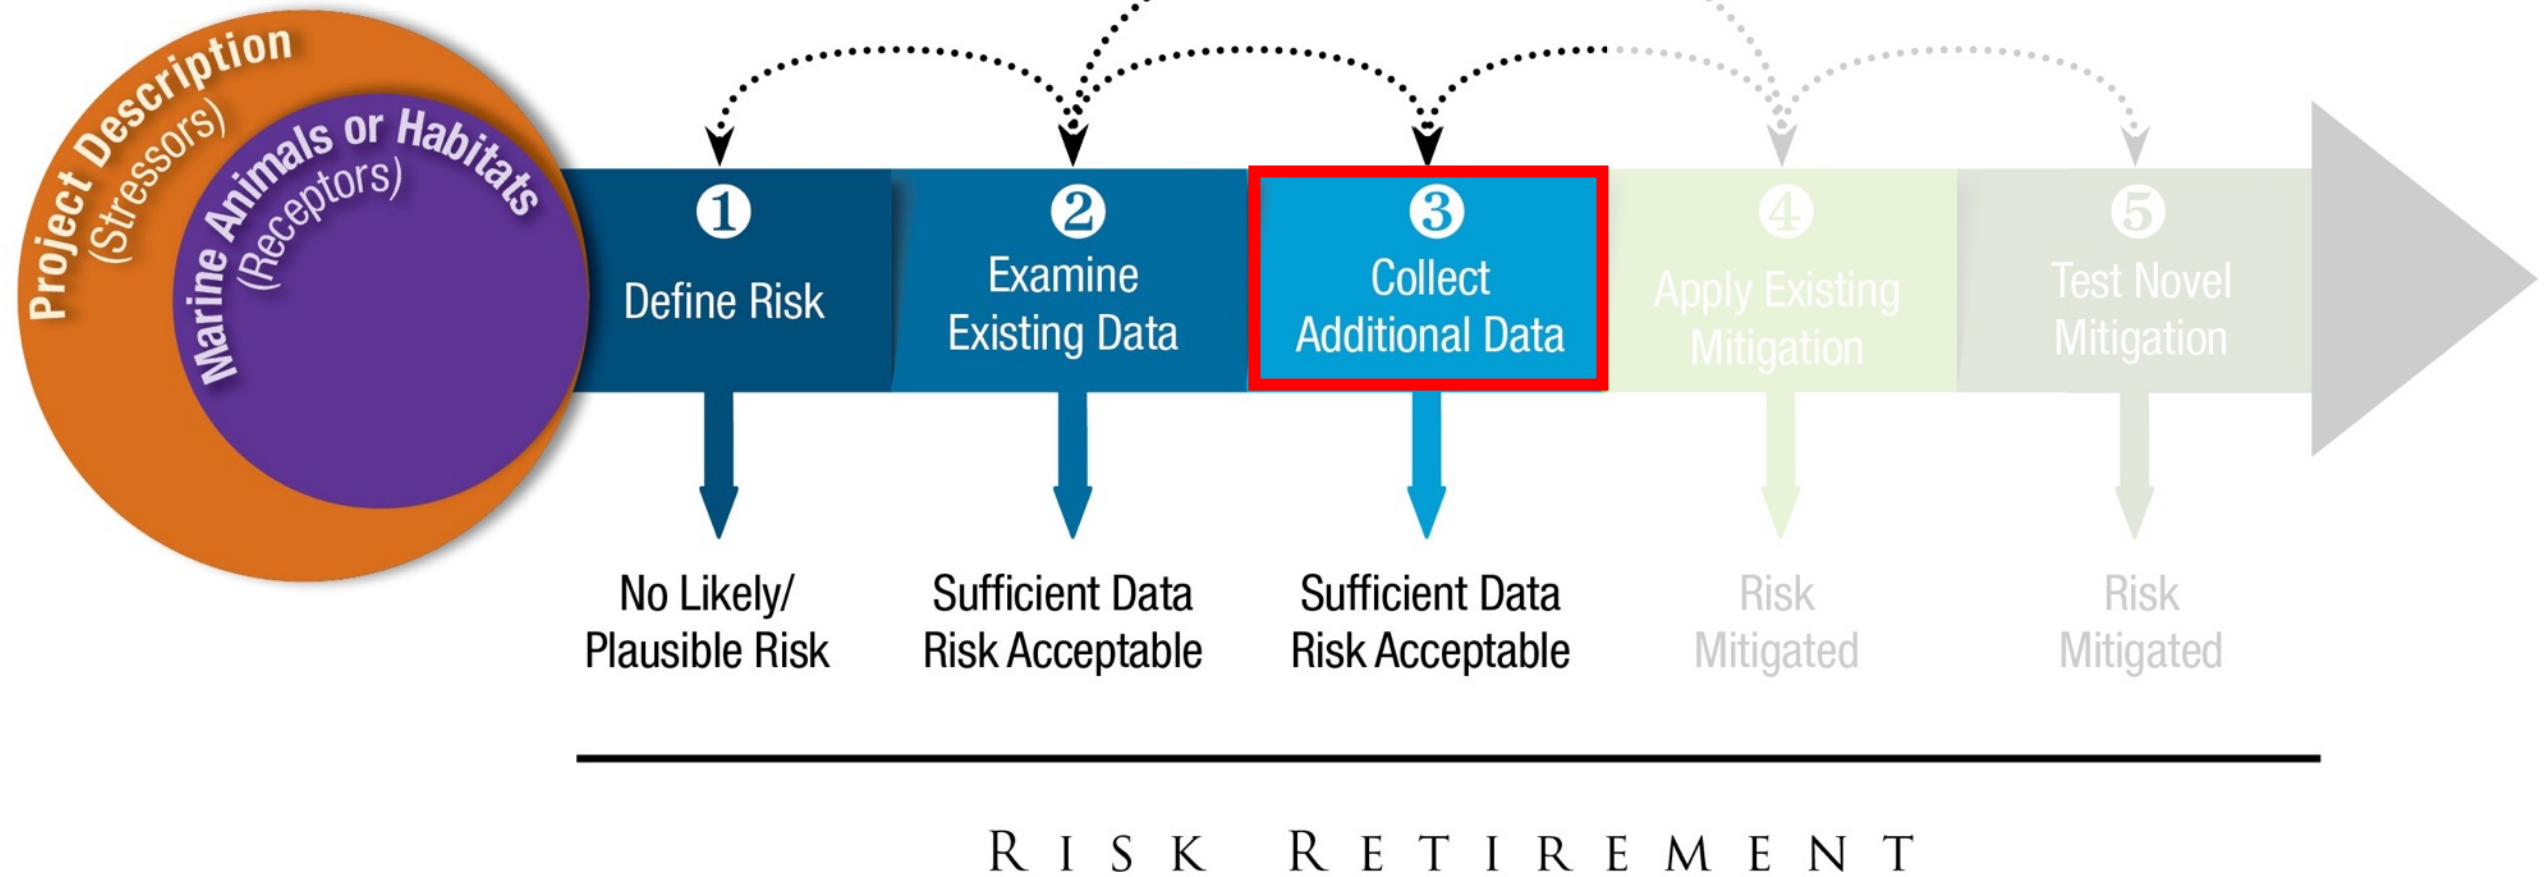 Project Description
(Stressors)
Marine Animals or Habitats
(Receptors)
1
Define Risk
2
Examine
Existing Data
3
Collect
Additional Data
4
Apply Existing
Mitigation
5
Test Novel
Mitigation
No Likely/
Plausible Risk
Sufficient Data
Risk Acceptable
Sufficient Data
Risk Acceptable
Risk
Mitigated
Risk
Mitigated
RISK RETIREMENT